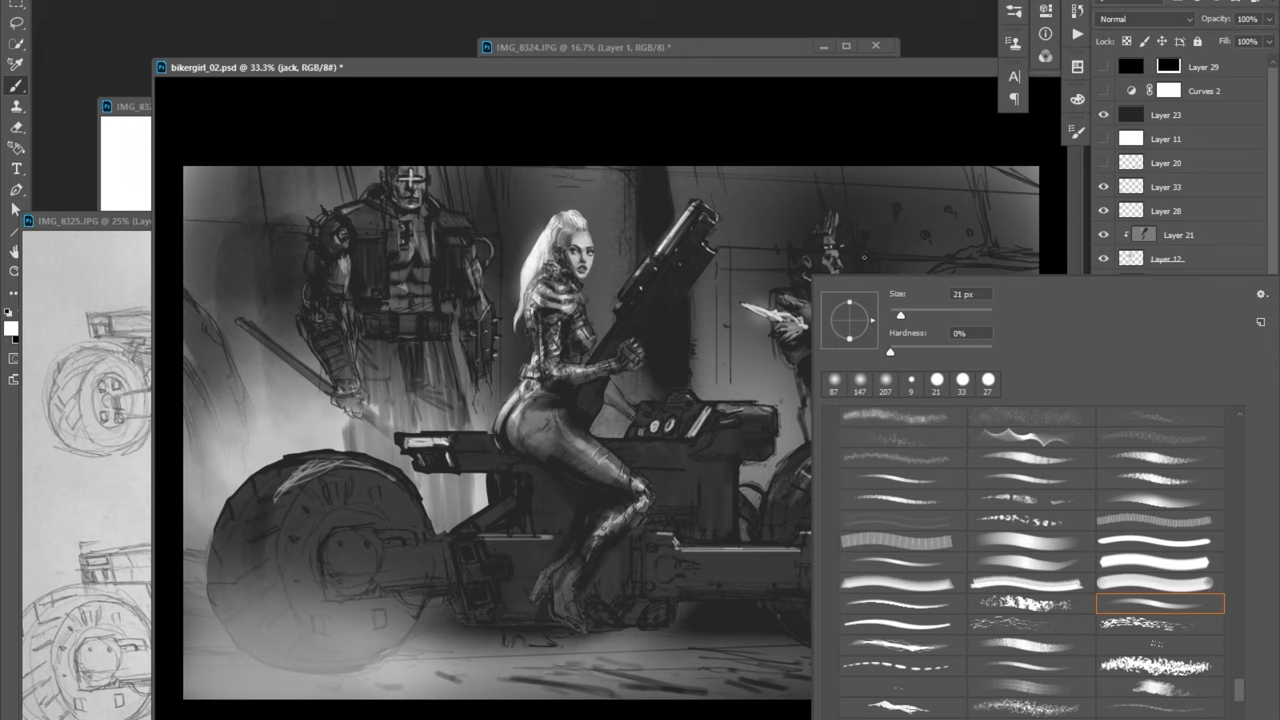 Normal Opacity: 100%
IMG_8324.JPG @ 16.7% (Layer 1, RGB/8) *
Lock: Fill: 100%
bikergirl_02.psd @ 33.3% (jack, RGB/8#) *
Layer 29
Curves 2
IMG_832
Layer 23
Layer 11
Layer 20
Layer 33
Layer 28
IMG_8325.JPG @ 25% (Laye
Layer 21
Layer 12
Size: 21 px
Hardness: 0%
87 147 207 9 21 33 27